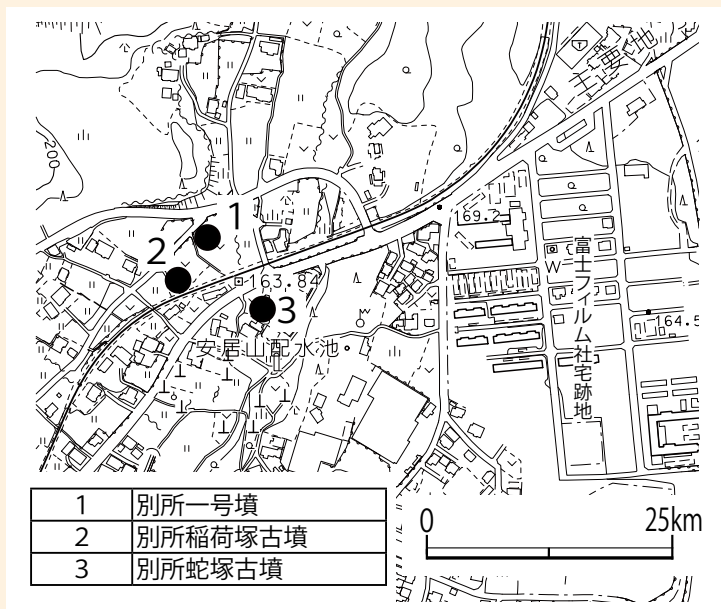 200
1
2
169.2
163.84
3
W
164.5
安居山配水池
富士フィルム社宅跡地
1 別所一号墳
2 別所稲荷塚古墳
3 別所蛇塚古墳
0 25km